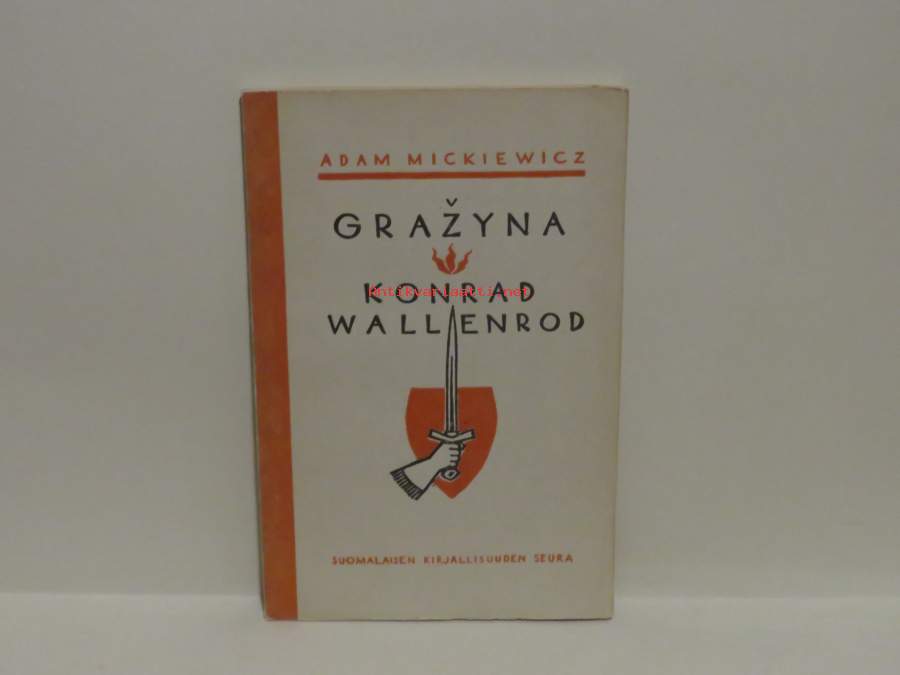 ADAM MICKIEWICZ
GRAŽYNA
Antikvariaatti.net
KONRAD
WALLENROD
SUOMALAISEN KIRJALLISUUDEN SEURA